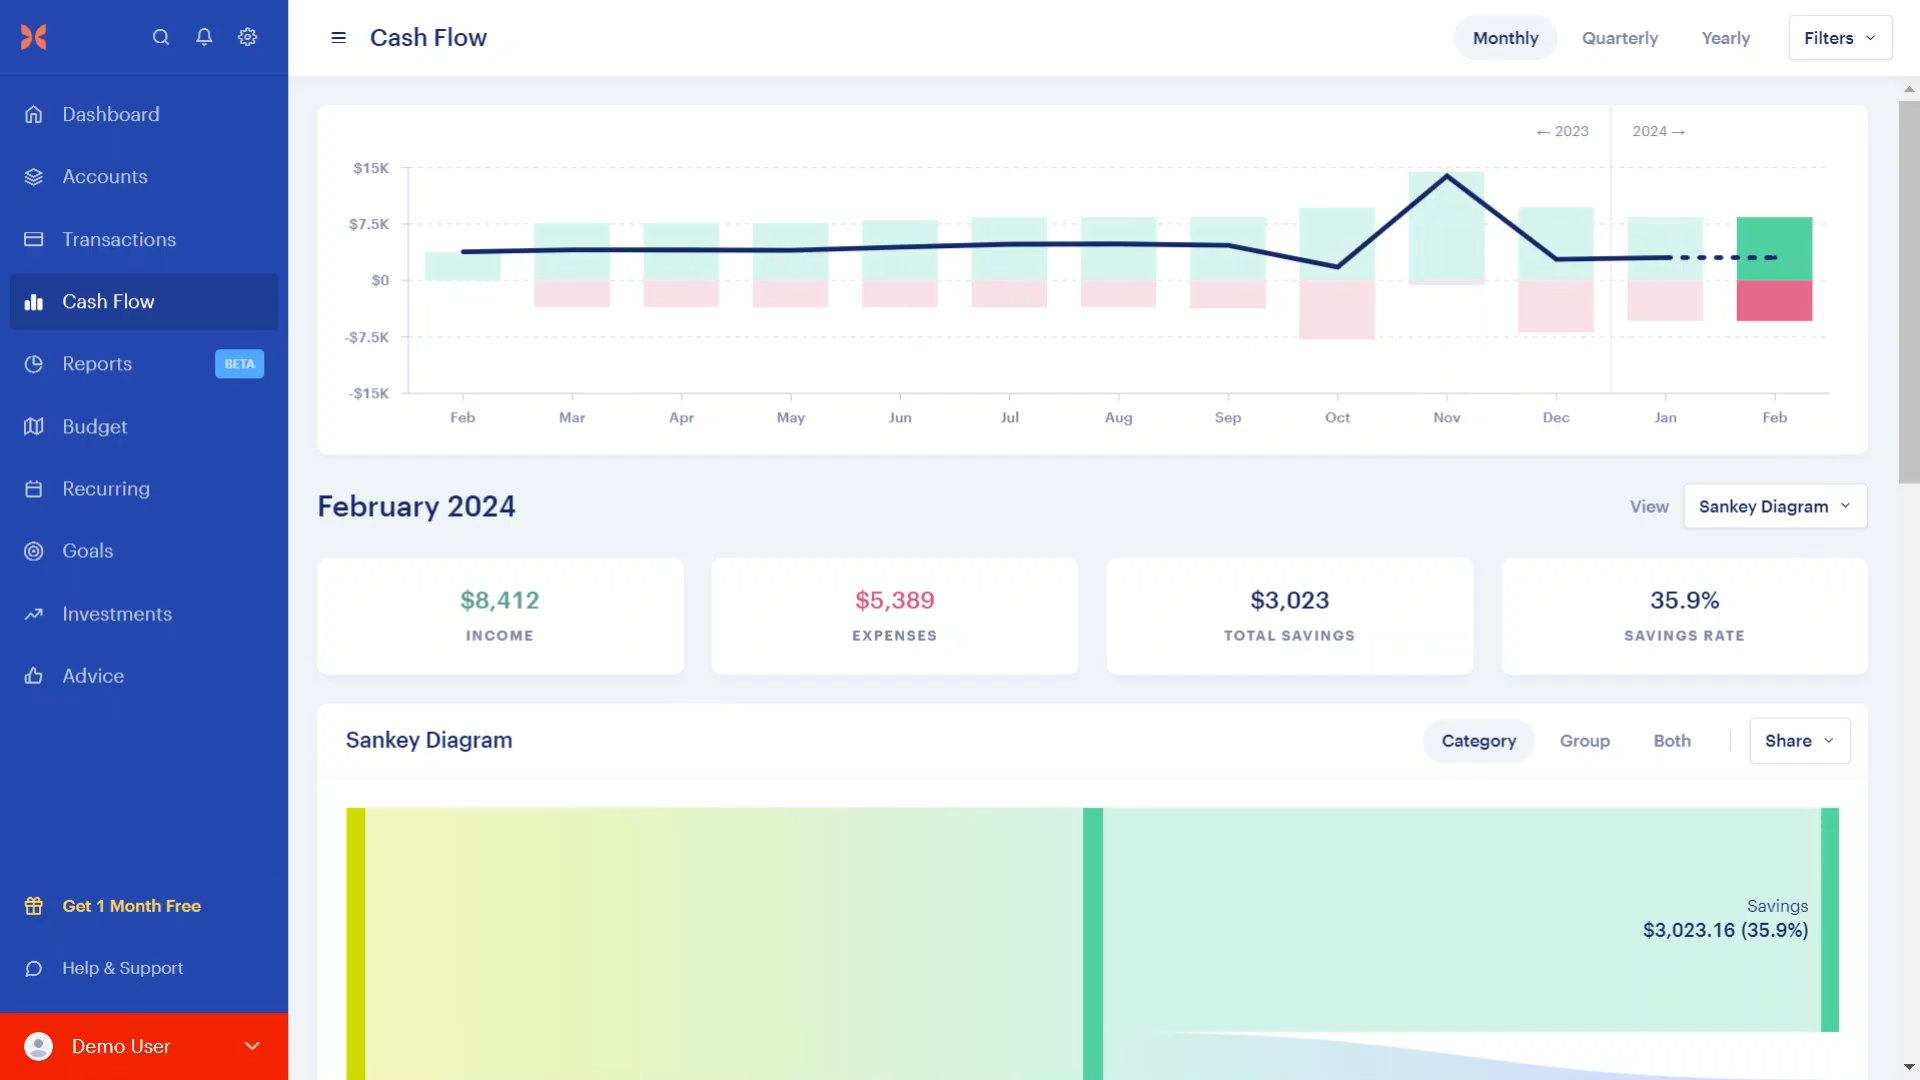 Cash Flow
Monthly
Quarterly
Yearly
Filters
Dashboard
Accounts
Transactions
Cash Flow
Reports
BETA
Budget
Recurring
Goals
Investments
Advice
Get 1 Month Free
Help & Support
Demo User
← 2023
2024 →
$15K
$7.5K
$0
-$7.5K
-$15K
Feb
Mar
Apr
May
Jun
Jul
Aug
Sep
Oct
Nov
Dec
Jan
Feb
February 2024
View
Sankey Diagram
$8,412
INCOME
$5,389
EXPENSES
$3,023
TOTAL SAVINGS
35.9%
SAVINGS RATE
Sankey Diagram
Category
Group
Both
Share
Savings
$3,023.16 (35.9%)